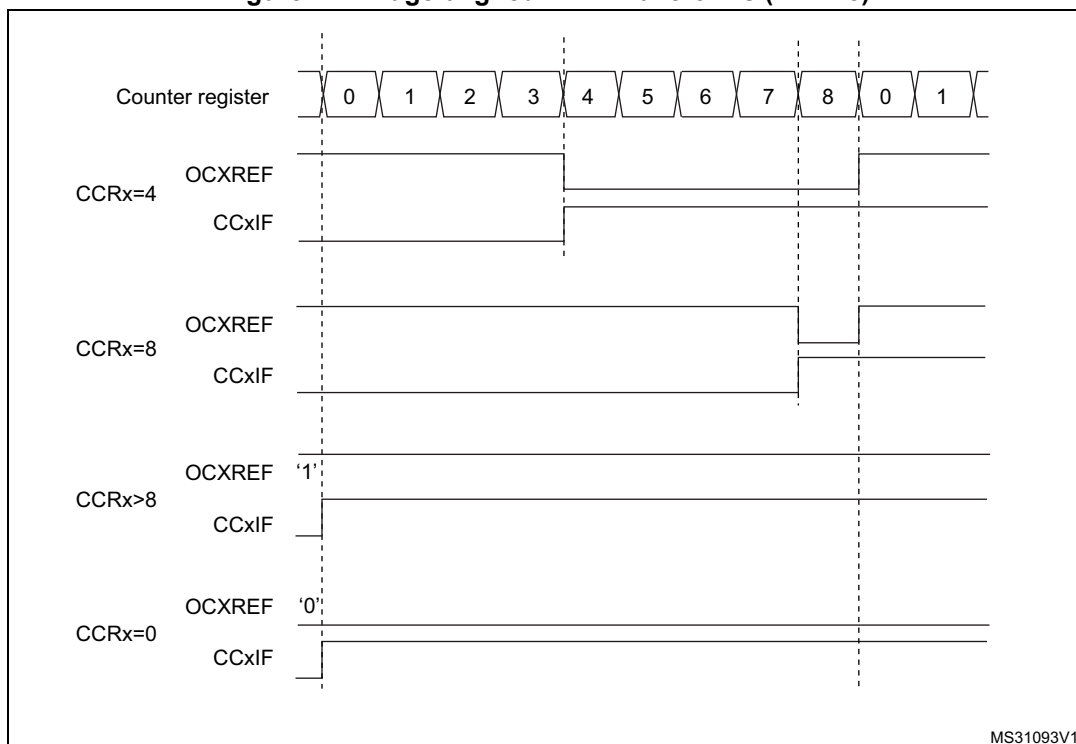 Counter register 0 1 2 3 4 5 6 7 8 0 1
OCXREF
CCRx=4
CCxIF
OCXREF
CCRx=8
CCxIF
OCXREF '1'
CCRx>8
CCxIF
OCXREF '0'
CCRx=0
CCxIF
MS31093V1